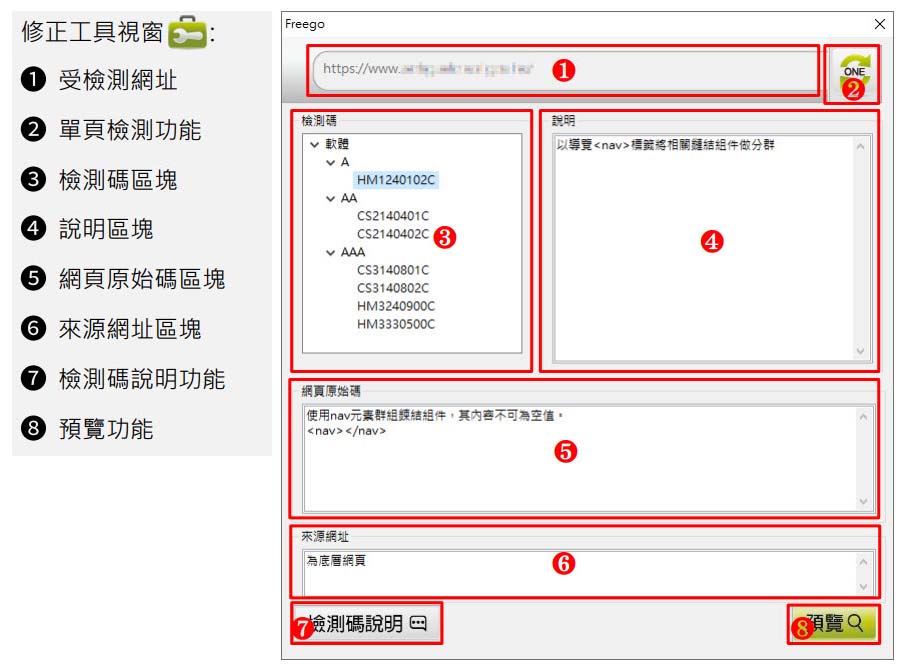 修正工具視窗:
❶ 受檢測網址
❷ 單頁檢測功能
❸ 檢測碼區塊
❹ 說明區塊
❺ 網頁原始碼區塊
❻ 來源網址區塊
❼ 檢測碼說明功能
❽ 預覽功能
Freego
https://www.
❶
ONE
❷
檢測碼
軟體
A
HM1240102C
AA
CS2140401C
CS2140402C
❸
AAA
CS3140801C
CS3140802C
HM3240900C
HM3330500C
說明
以導覽<nav>標籤將相關鏈結組件做分群
❹
網頁原始碼
使用nav元素群組鏈結組件，其內容不可為空值。
<nav></nav>
❺
來源網址
為底層網頁
❻
❼
檢測碼說明
❽
預覽